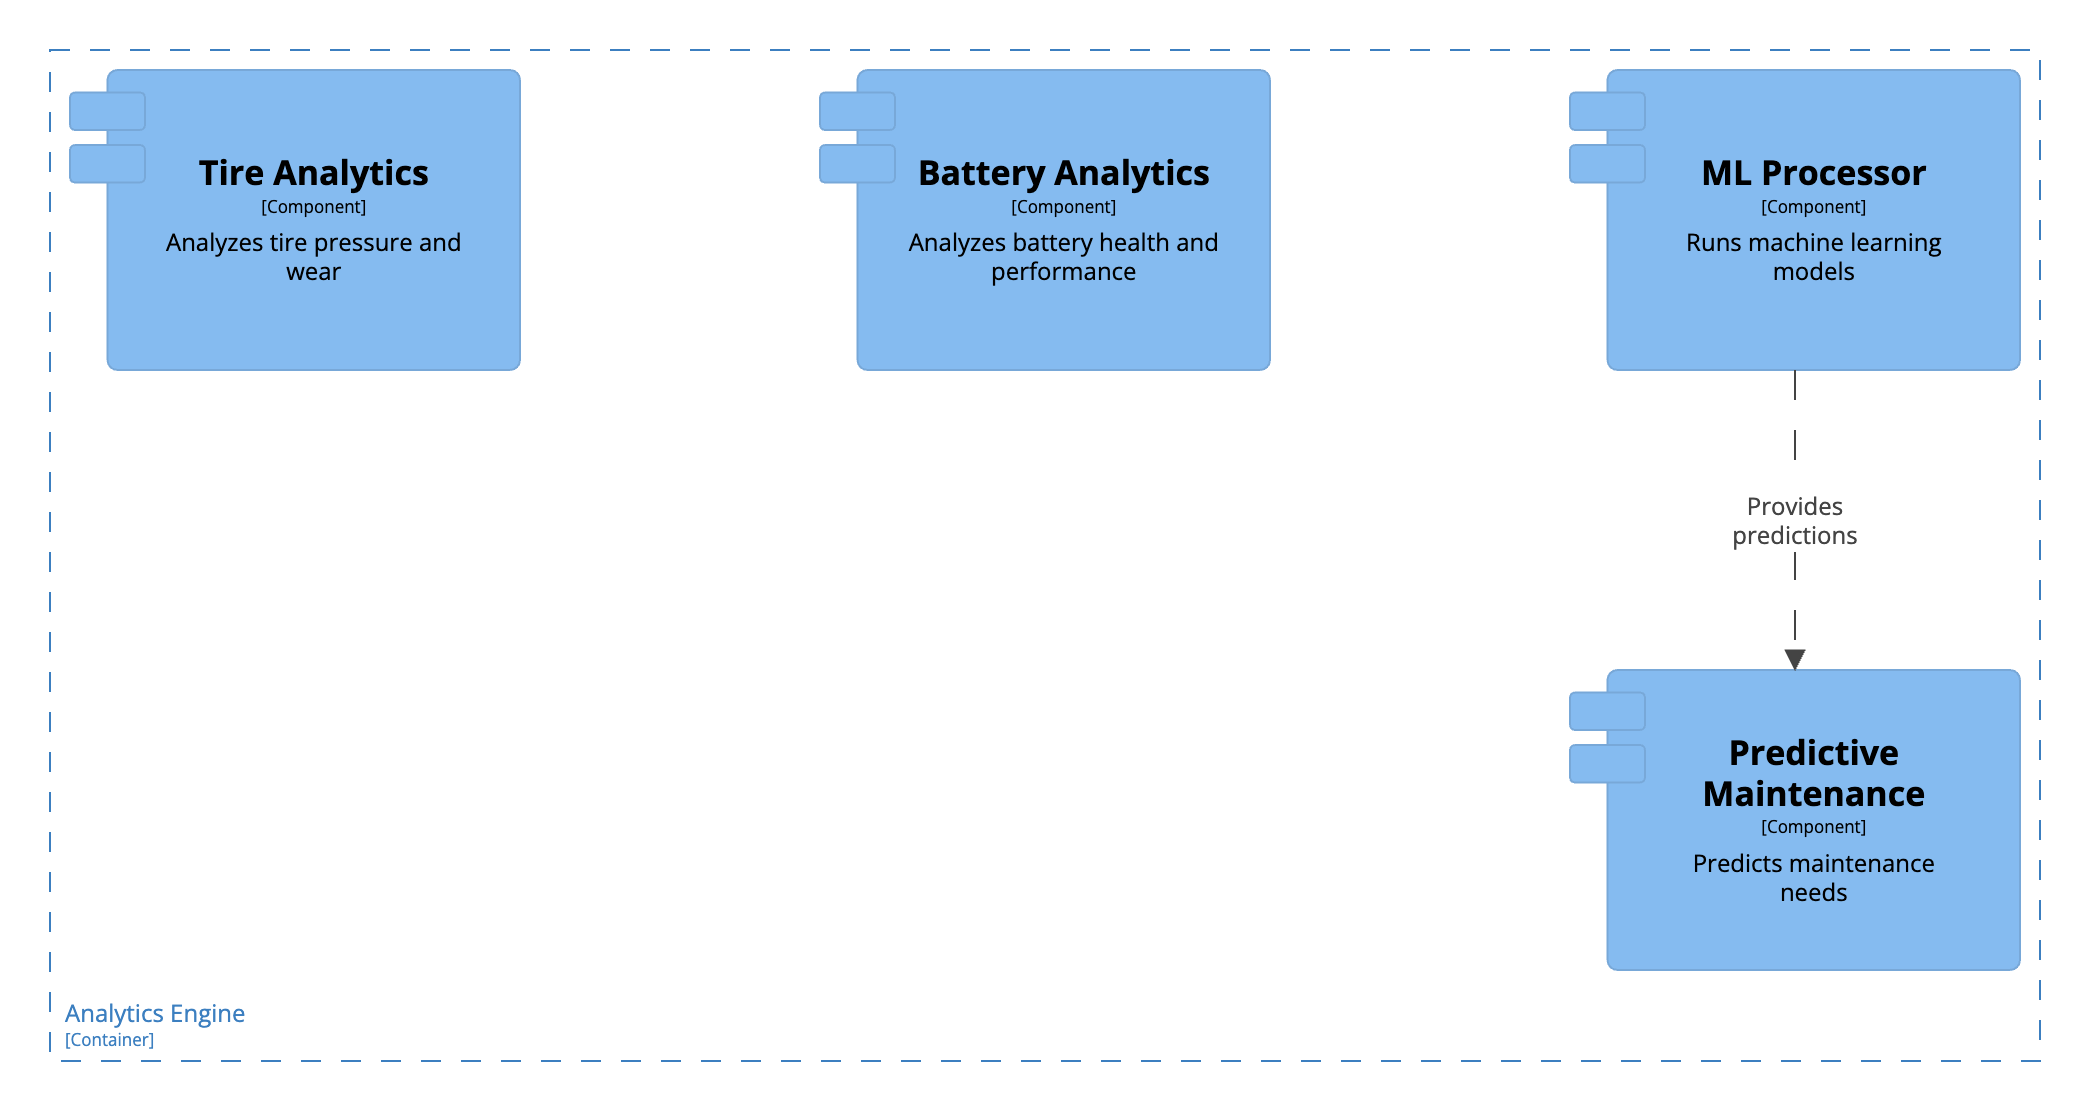 Tire Analytics
[Component]
Analyzes tire pressure and
wear
Battery Analytics
[Component]
Analyzes battery health and
performance
ML Processor
[Component]
Runs machine learning
models
Provides
predictions
Predictive
Maintenance
[Component]
Predicts maintenance
needs
Analytics Engine
[Container]